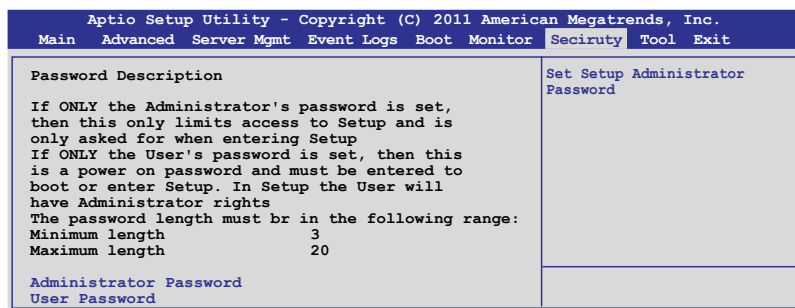 Aptio Setup Utility - Copyright (C) 2011 American Megatrends, Inc.
Main Advanced Server Mgmt Event Logs Boot Monitor Seciruty Tool Exit
Password Description
If ONLY the Administrator's password is set,
then this only limits access to Setup and is
only asked for when entering Setup
If ONLY the User's password is set, then this
is a power on password and must be entered to
boot or enter Setup. In Setup the User will
have Administrator rights
The password length must br in the following range:
Minimum length 3
Maximum length 20
Administrator Password
User Password
Set Setup Administrator
Password